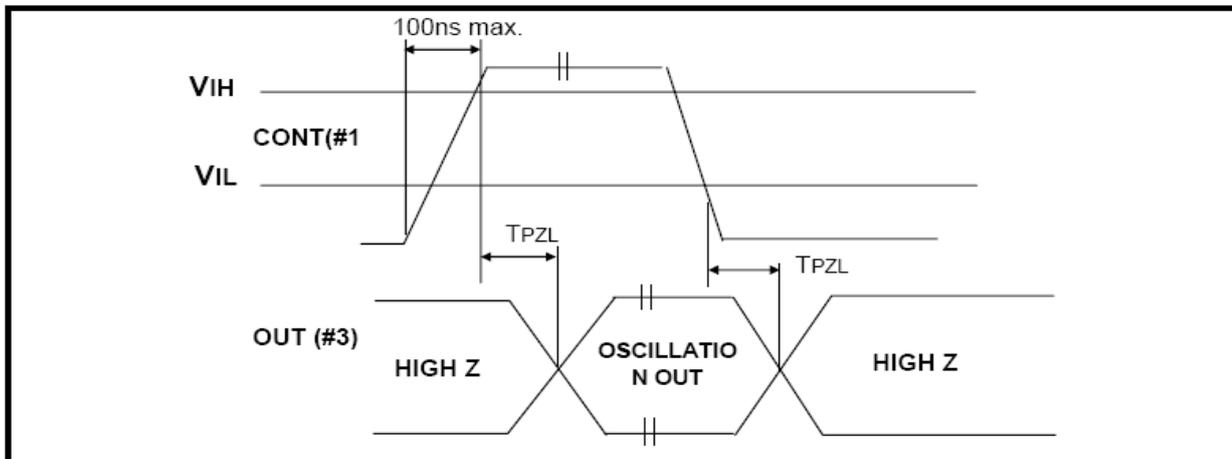 100ns max.
VIH
CONT(#1
VIL
TPZL
TPZL
OUT (#3)
HIGH Z
OSCILLATIO
N OUT
HIGH Z